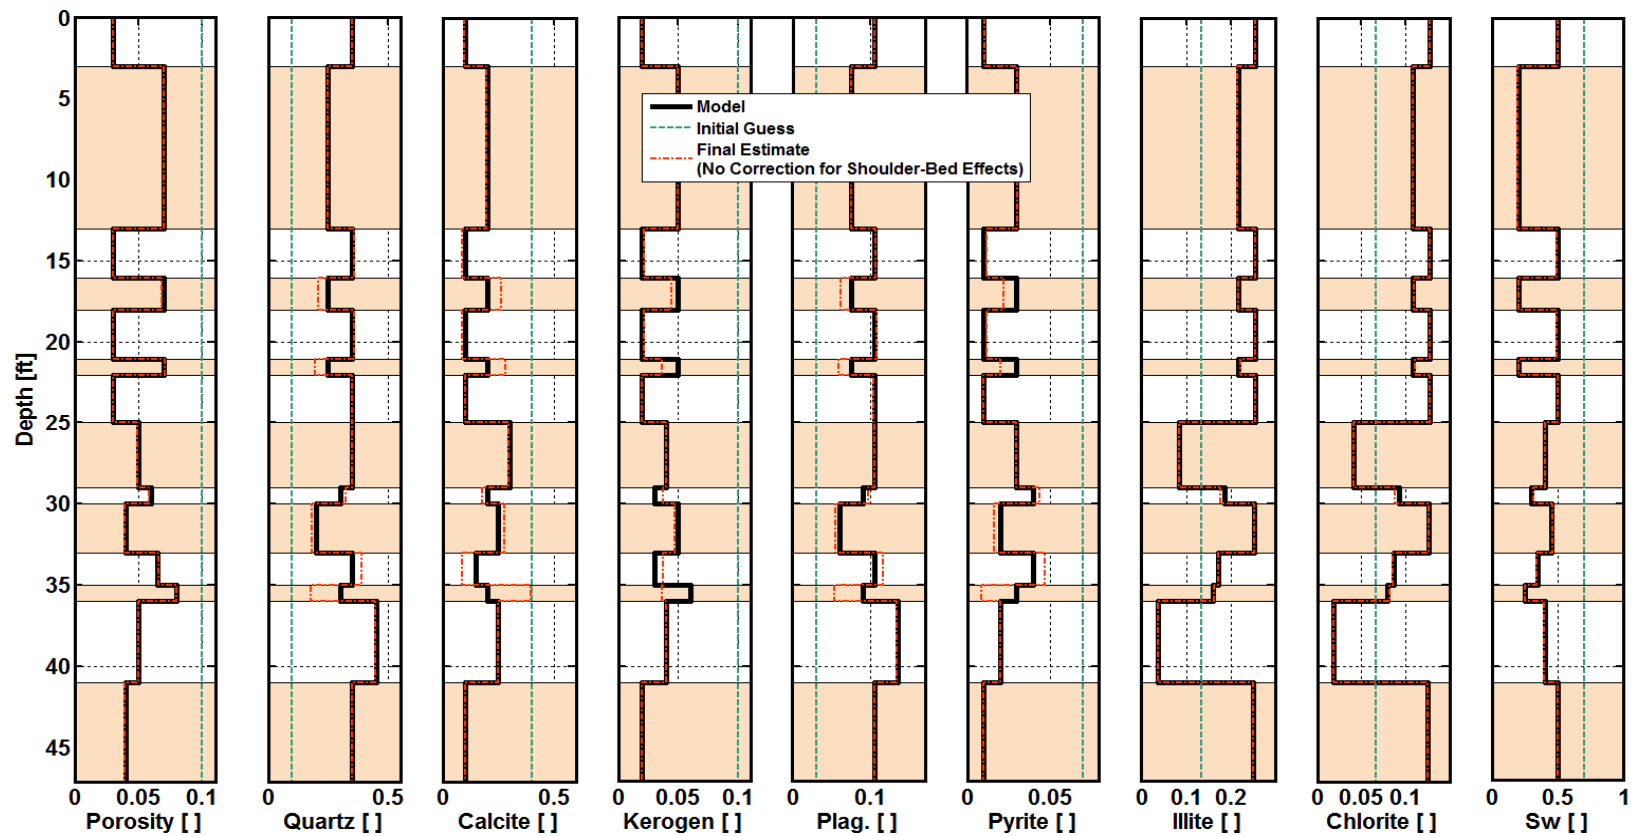 0
5
10
15
20
25
30
35
40
45
Depth [ft]
Model
Initial Guess
Final Estimate
(No Correction for Shoulder-Bed Effects)
0 0.05 0.1
0 0.5
0 0.5
0 0.05 0.1
0.1
0 0.05
0 0.1 0.2
0 0.05 0.1
0 0.5 1
Porosity [ ]
Quartz [ ]
Calcite [ ]
Kerogen [ ]
Plag. [ ]
Pyrite [ ]
Illite [ ]
Chlorite [ ]
Sw [ ]